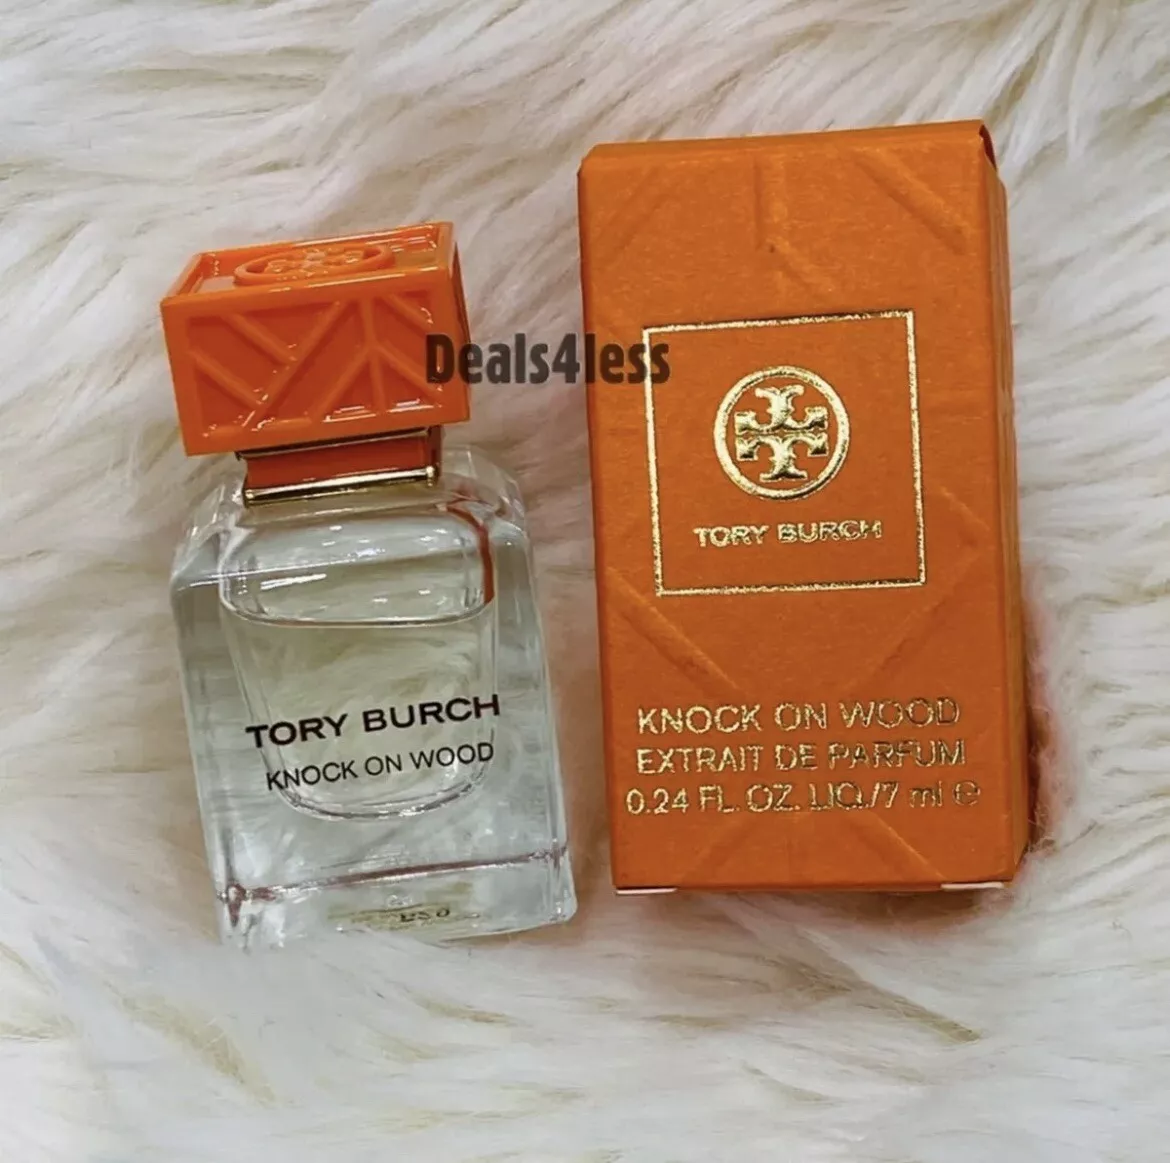 Deals4less
TORY BURCH
KNOCK ON WOOD
TORY BURCH
KNOCK ON WOOD
EXTRAIT DE PARFUM
0.24 FL. OZ. LIQ./7 ml ℮